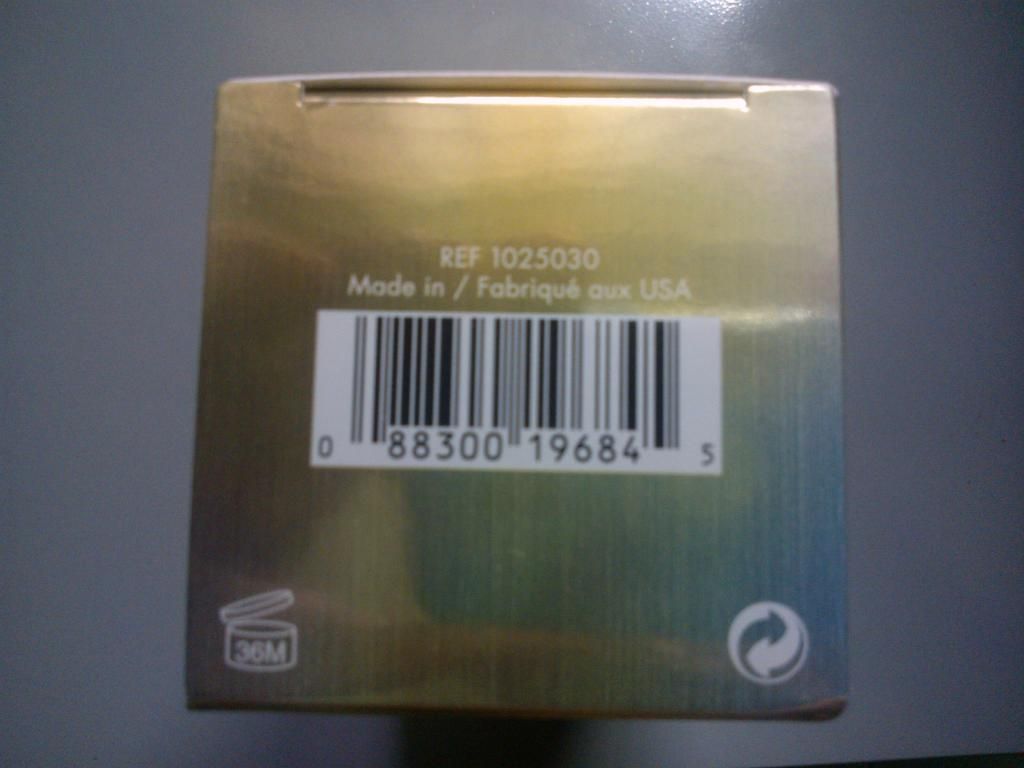 REF 1025030
Made in / Fabriqué aux USA
0 88300 19684 5
36M